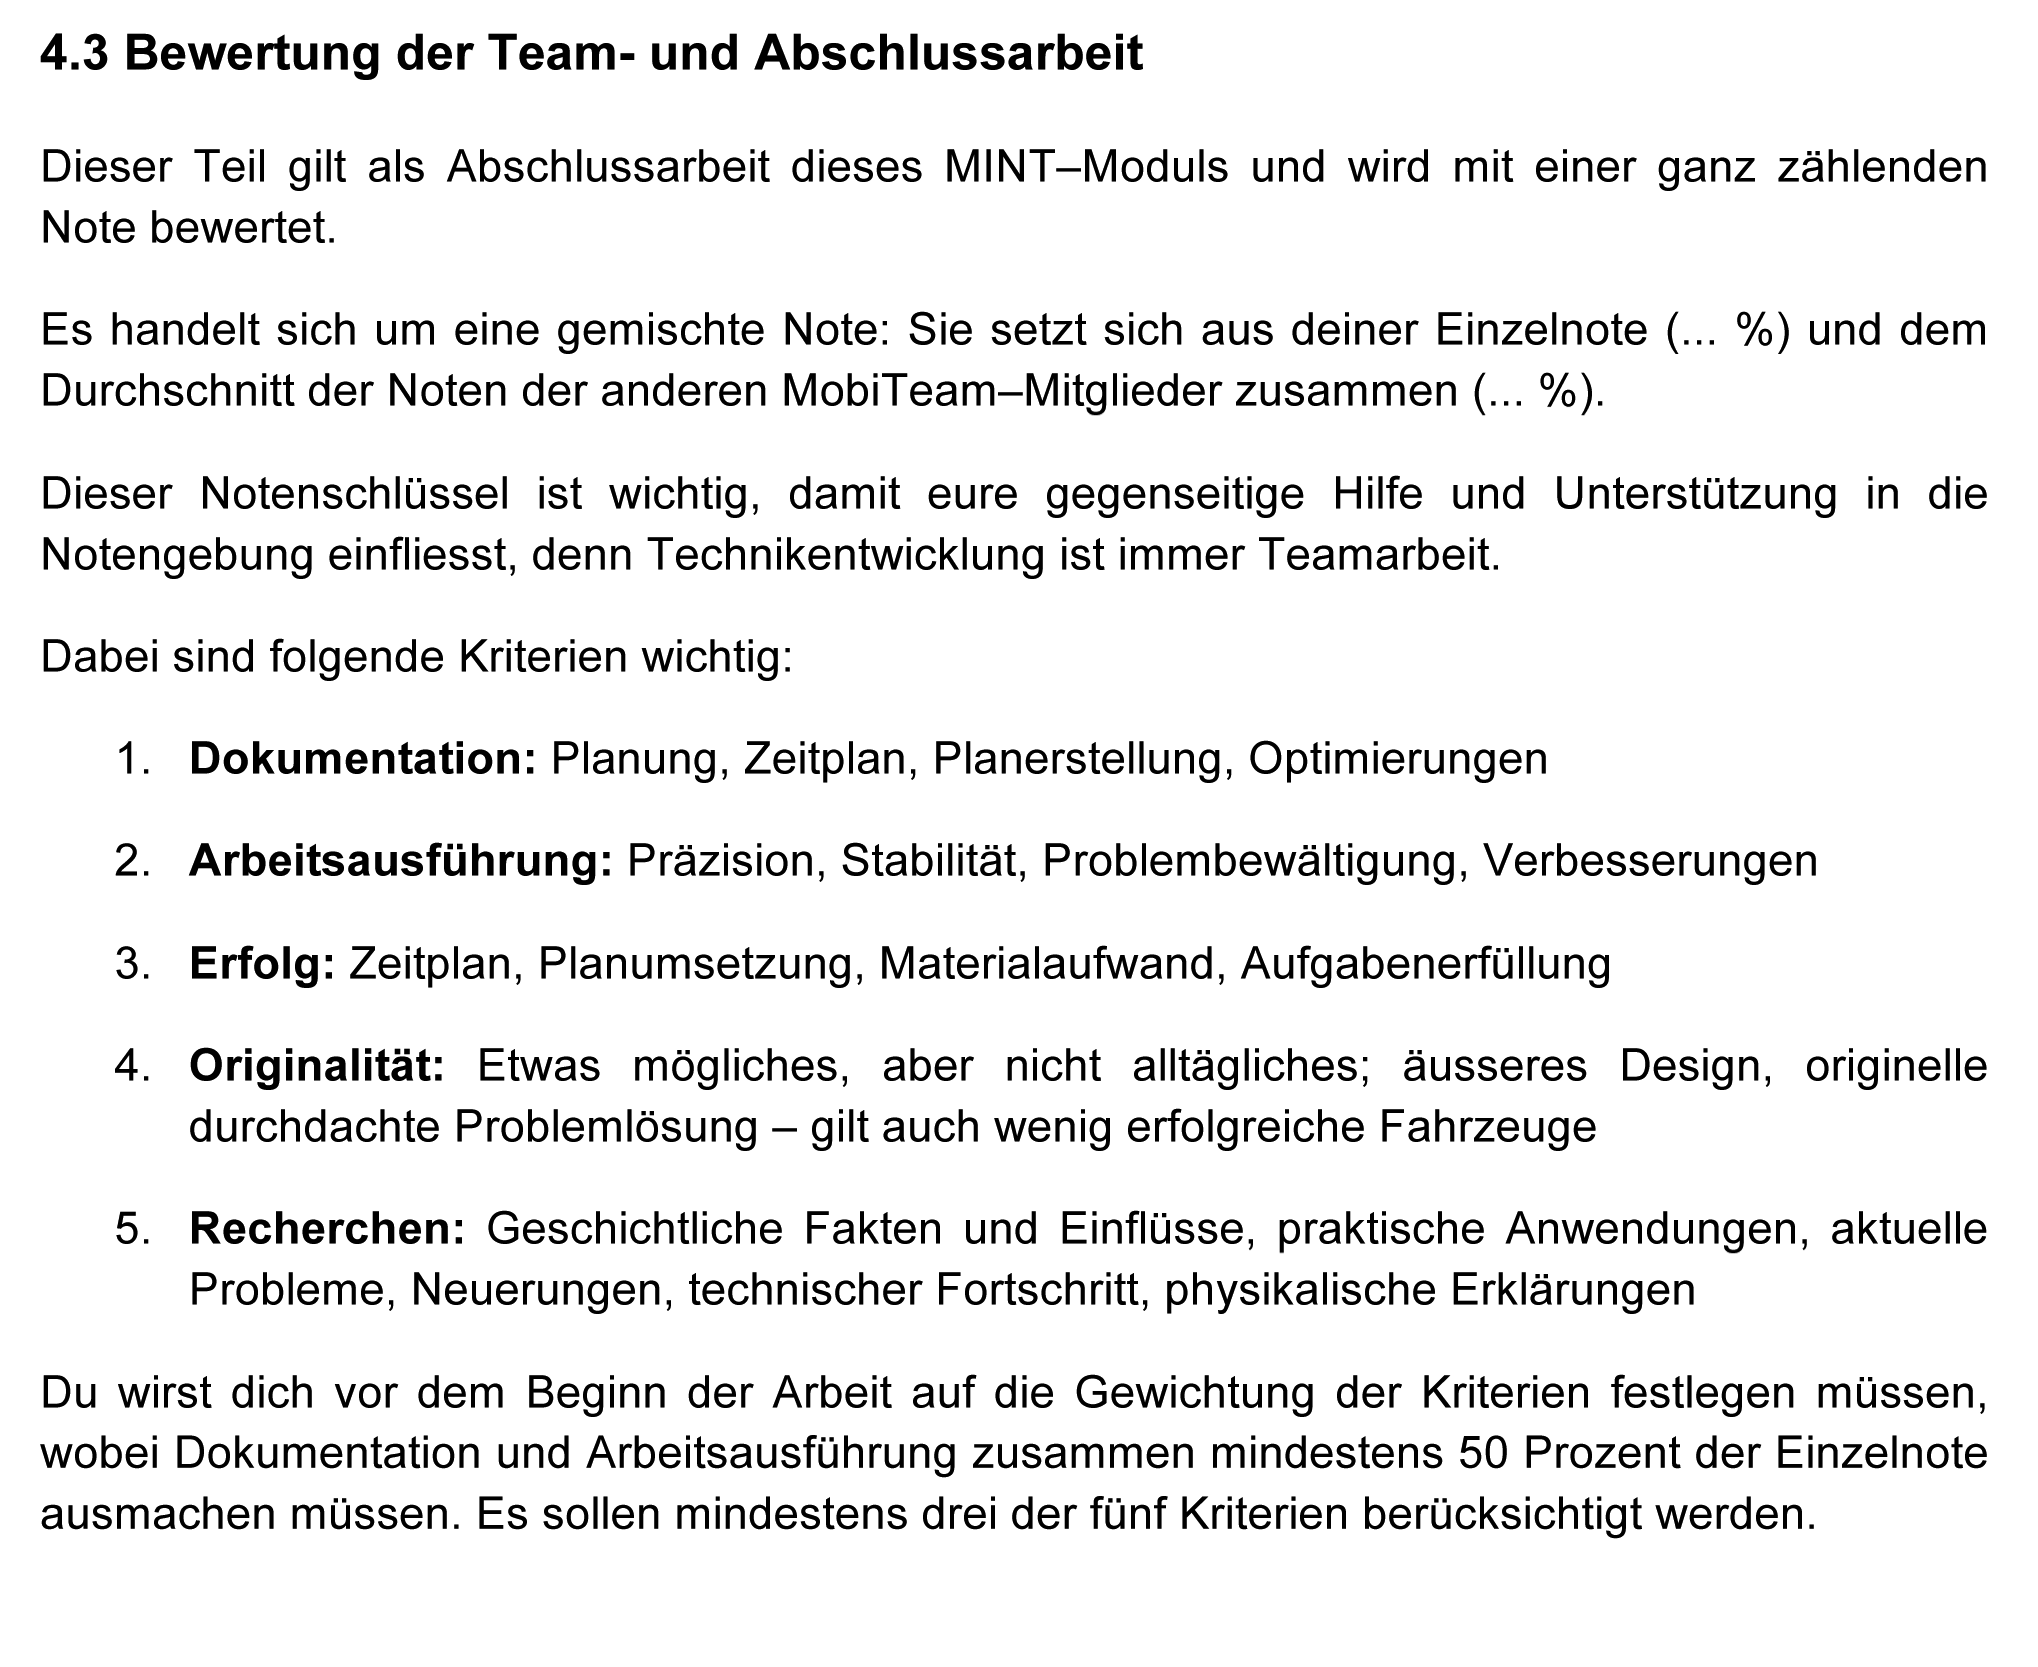 4.3 Bewertung der Team- und Abschlussarbeit
Dieser Teil gilt als Abschlussarbeit dieses MINT–Moduls und wird mit einer ganz zählenden
Note bewertet.
Es handelt sich um eine gemischte Note: Sie setzt sich aus deiner Einzelnote (... %) und dem
Durchschnitt der Noten der anderen MobiTeam–Mitglieder zusammen (... %).
Dieser Notenschlüssel ist wichtig, damit eure gegenseitige Hilfe und Unterstützung in die
Notengebung einfliesst, denn Technikentwicklung ist immer Teamarbeit.
Dabei sind folgende Kriterien wichtig:
1. Dokumentation: Planung, Zeitplan, Planerstellung, Optimierungen
2. Arbeitsausführung: Präzision, Stabilität, Problembewältigung, Verbesserungen
3. Erfolg: Zeitplan, Planumsetzung, Materialaufwand, Aufgabenerfüllung
4. Originalität: Etwas mögliches, aber nicht alltägliches; äusseres Design, originelle
durchdachte Problemlösung – gilt auch wenig erfolgreiche Fahrzeuge
5. Recherchen: Geschichtliche Fakten und Einflüsse, praktische Anwendungen, aktuelle
Probleme, Neuerungen, technischer Fortschritt, physikalische Erklärungen
Du wirst dich vor dem Beginn der Arbeit auf die Gewichtung der Kriterien festlegen müssen,
wobei Dokumentation und Arbeitsausführung zusammen mindestens 50 Prozent der Einzelnote
ausmachen müssen. Es sollen mindestens drei der fünf Kriterien berücksichtigt werden.